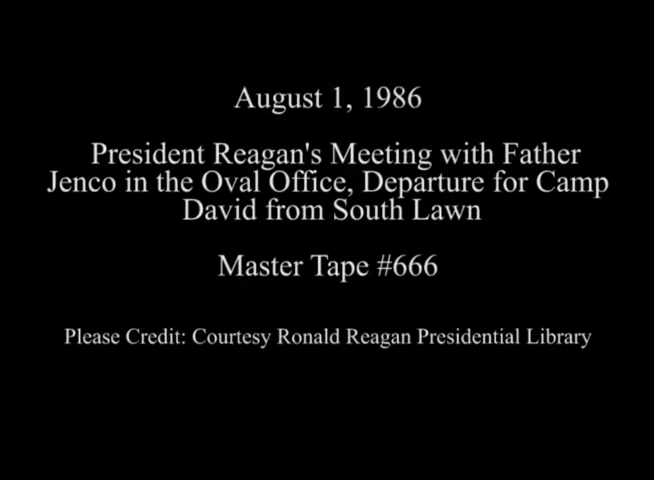 August 1, 1986
President Reagan's Meeting with Father
Jenco in the Oval Office, Departure for Camp
David from South Lawn
Master Tape #666
Please Credit: Courtesy Ronald Reagan Presidential Library